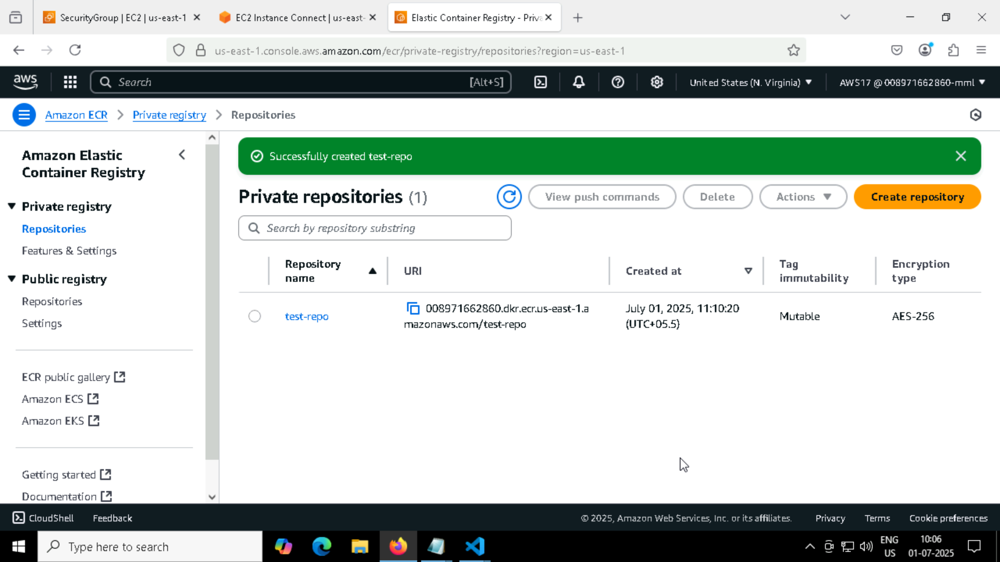 SecurityGroup | EC2 | us-east-1
EC2 Instance Connect | us-east-
Elastic Container Registry - Priva
us-east-1.console.aws.amazon.com/ecr/private-registry/repositories?region=us-east-1
aws
Search
[Alt+S]
United States (N. Virginia)
AWS17 @ 008971662860-mml
Amazon ECR
Private registry
Repositories
Amazon Elastic
Container Registry
Private registry
Repositories
Features & Settings
Public registry
Repositories
Settings
ECR public gallery
Amazon ECS
Amazon EKS
Getting started
Documentation
Successfully created test-repo
Private repositories (1)
View push commands
Delete
Actions
Create repository
Search by repository substring
Repository
name
URI
Created at
Tag
immutability
Encryption
type
test-repo
008971662860.dkr.ecr.us-east-1.a
mazonaws.com/test-repo
July 01, 2025, 11:10:20
(UTC+05.5)
Mutable
AES-256
CloudShell
Feedback
© 2025, Amazon Web Services, Inc. or its affiliates.
Privacy
Terms
Cookie preferences
Type here to search
ENG
US
10:06
01-07-2025